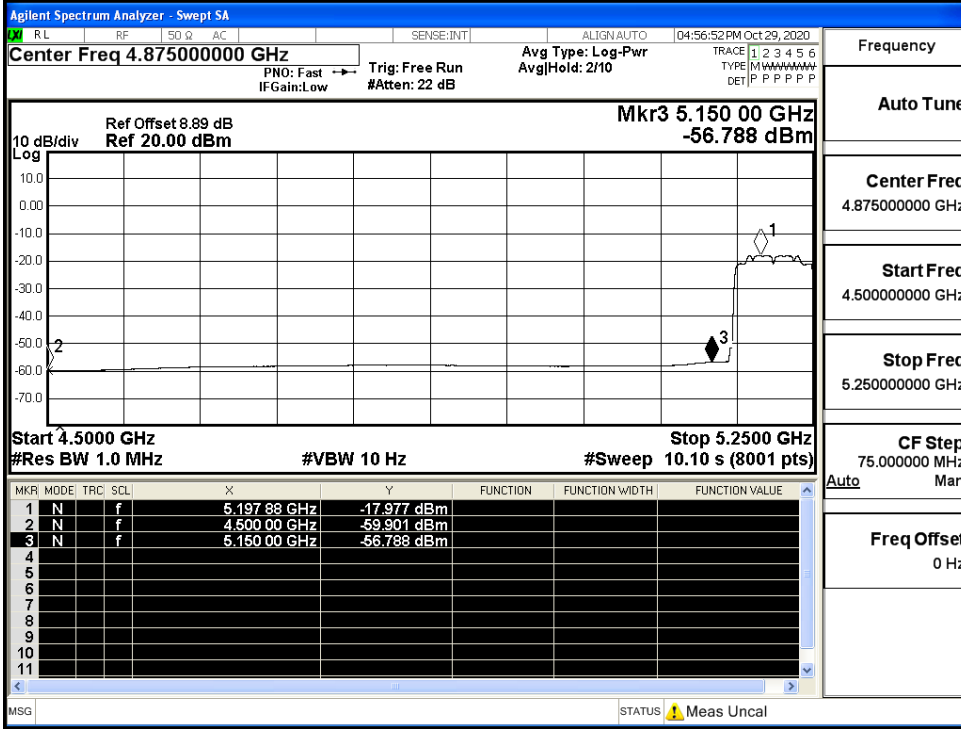 Agilent Spectrum Analyzer - Swept SA
LXI RL RF 50 Ω AC SENSE:INT ALIGN AUTO 04:56:52 PM Oct 29, 2020
Center Freq 4.875000000 GHz
PNO: Fast
IFGain:Low
Trig: Free Run
#Atten: 22 dB
Avg Type: Log-Pwr
Avg|Hold: 2/10
TRACE 1 2 3 4 5 6
TYPE M
DET P P P P P P
Mkr3 5.150 00 GHz
-56.788 dBm
Ref Offset 8.89 dB
10 dB/div Ref 20.00 dBm
Log
10.0
0.00
-10.0
-20.0
-30.0
-40.0
-50.0
-60.0
-70.0
1
2
3
Start 4.5000 GHz Stop 5.2500 GHz
#Res BW 1.0 MHz #VBW 10 Hz #Sweep 10.10 s (8001 pts)
MKR MODE TRC SCL X Y FUNCTION FUNCTION WIDTH FUNCTION VALUE
1 N f 5.197 88 GHz -17.977 dBm
2 N f 4.500 00 GHz -59.901 dBm
3 N f 5.150 00 GHz -56.788 dBm
4
5
6
7
8
9
10
11
MSG STATUS Meas Uncal
Frequency
Auto Tune
Center Freq
4.875000000 GHz
Start Freq
4.500000000 GHz
Stop Freq
5.250000000 GHz
CF Step
75.000000 MHz
Auto Man
Freq Offset
0 Hz